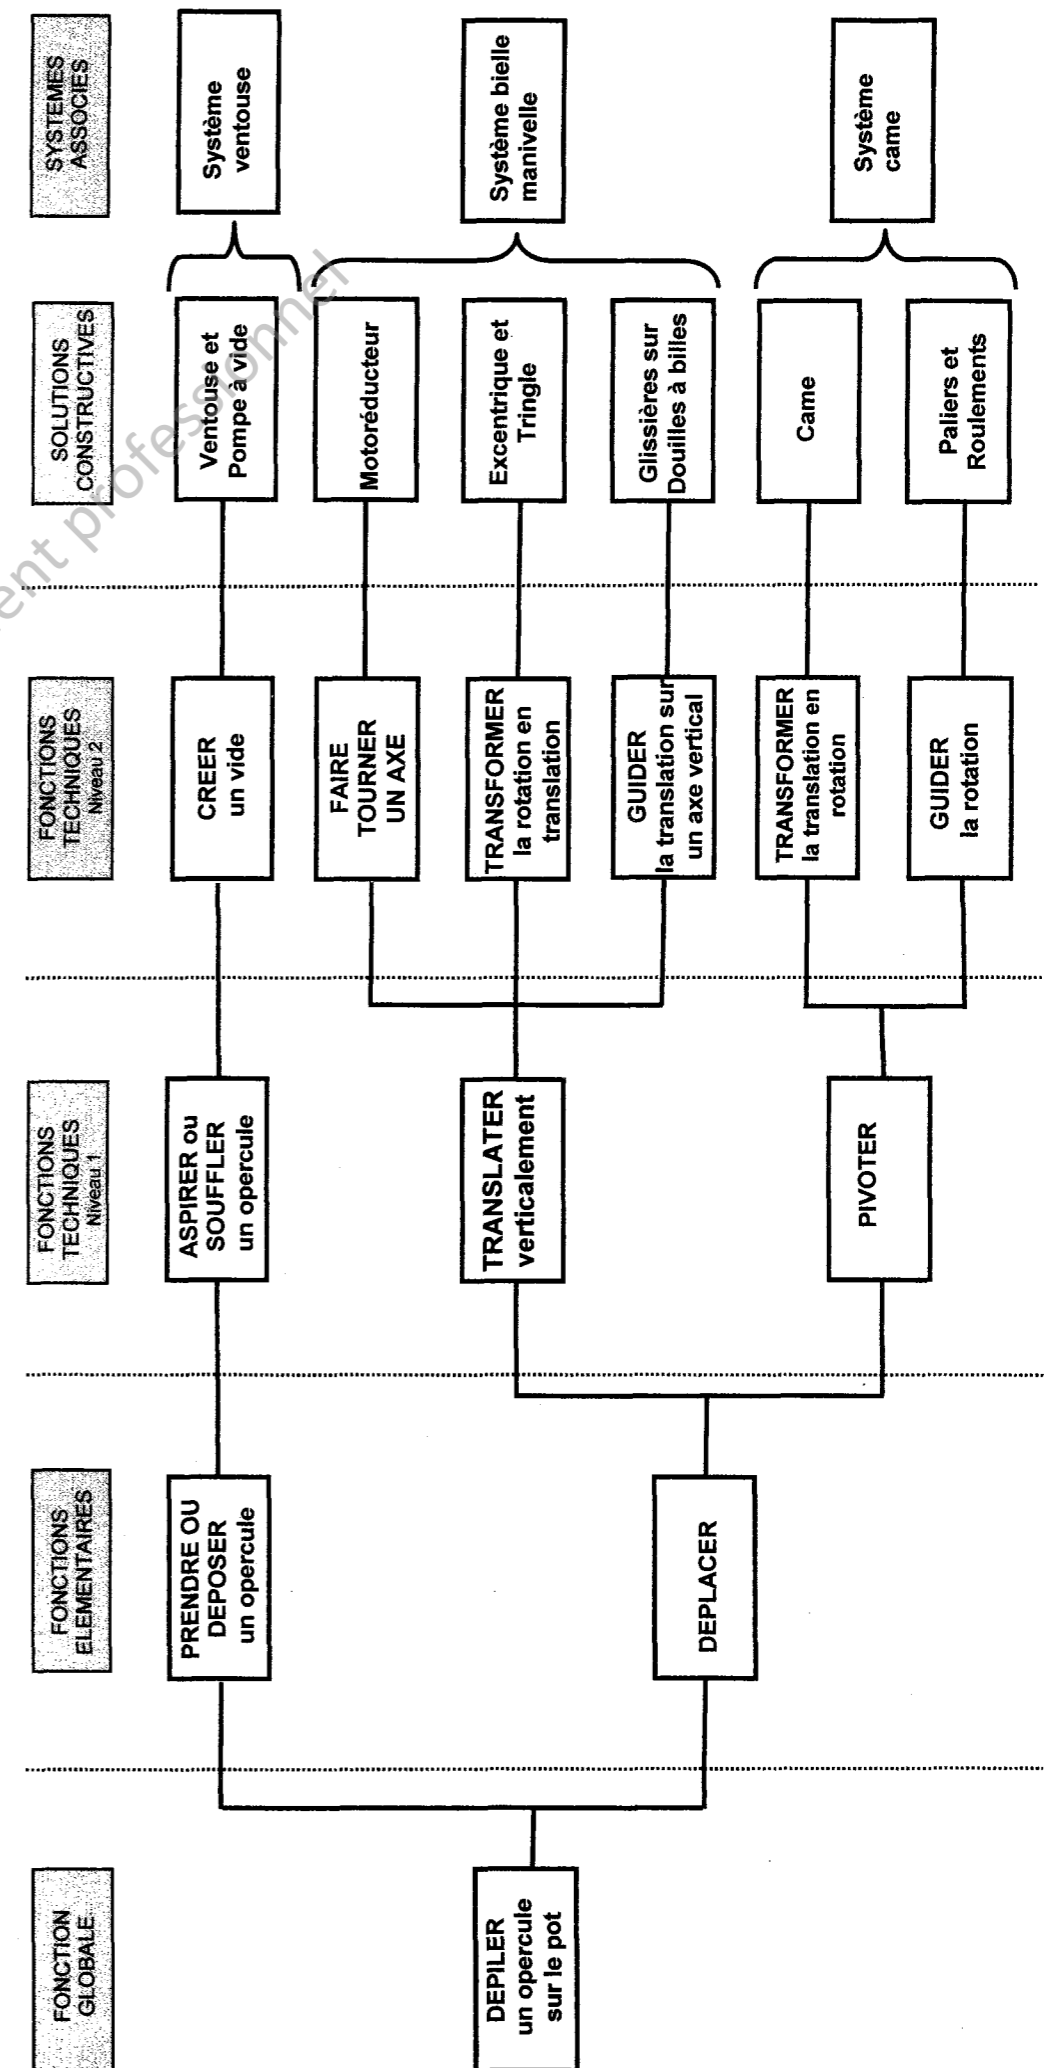 FONCTION
GLOBALE
FONCTIONS
ELEMENTAIRES
FONCTIONS
TECHNIQUES
Niveau 1
FONCTIONS
TECHNIQUES
Niveau 2
SOLUTIONS
CONSTRUCTIVES
SYSTEMES
ASSOCIES
DEPILER
un opercule
sur le pot
PRENDRE OU
DEPOSER
un opercule
DEPLACER
ASPIRER ou
SOUFFLER
un opercule
TRANSLATER
verticalement
PIVOTER
CREER
un vide
FAIRE
TOURNER
UN AXE
TRANSFORMER
la rotation en
translation
GUIDER
la translation sur
un axe vertical
TRANSFORMER
la translation en
rotation
GUIDER
la rotation
Ventouse et
Pompe à vide
Motoréducteur
Excentrique et
Tringle
Glissières sur
Douilles à billes
Came
Paliers et
Roulements
Système
ventouse
Système bielle
manivelle
Système
came
ent professionnel